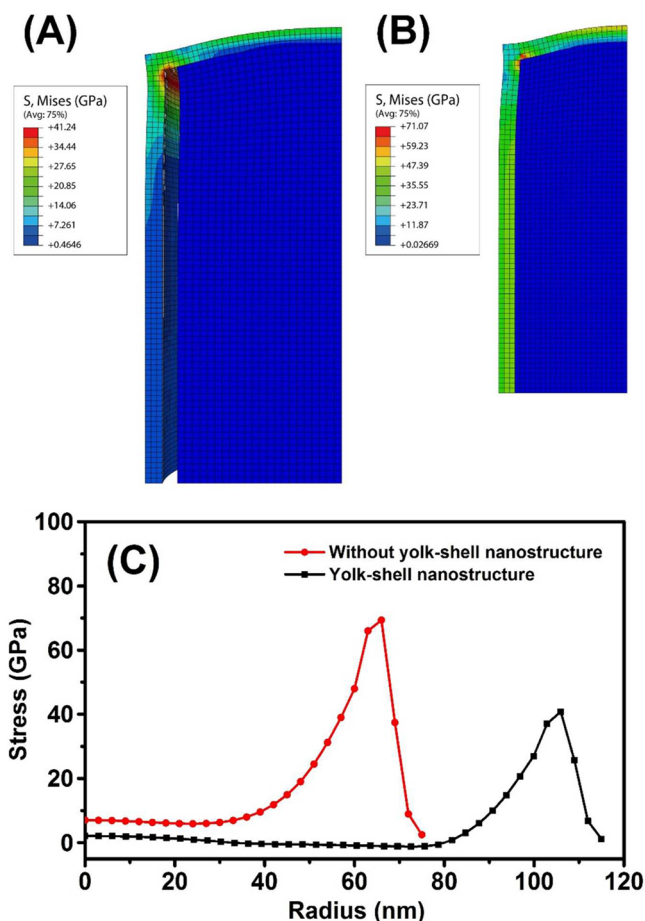 (A)
S, Mises (GPa)
(Avg: 75%)
+41.24
+34.44
+27.65
+20.85
+14.06
+7.261
+0.4646
(B)
S, Mises (GPa)
(Avg: 75%)
+71.07
+59.23
+47.39
+35.55
+23.71
+11.87
+0.02669
(C)
Without yolk-shell nanostructure
Yolk-shell nanostructure
Stress (GPa)
100
80
60
40
20
0
0 20 40 60 80 100 120
Radius (nm)